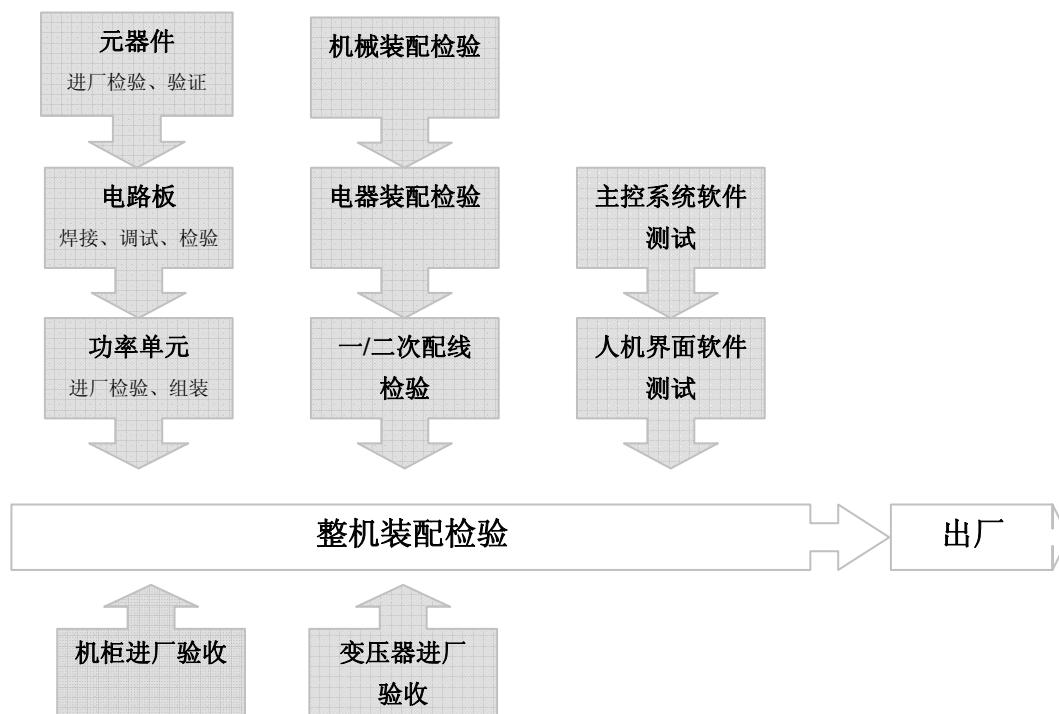 元器件
进厂检验、验证
机械装配检验
电路板
焊接、调试、检验
电器装配检验
主控系统软件
测试
功率单元
进厂检验、组装
一/二次配线
检验
人机界面软件
测试
整机装配检验
出厂
机柜进厂验收
变压器进厂
验收